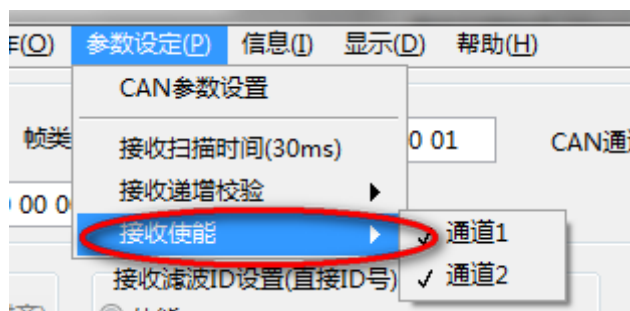 (O) 参数设定(P) 信息(I) 显示(D) 帮助(H)
CAN参数设置
帧类
接收扫描时间(30ms)
0 01
CAN通
接收递增校验
00 00 0
接收使能
通道1
通道2
接收滤波ID设置(直接ID号)